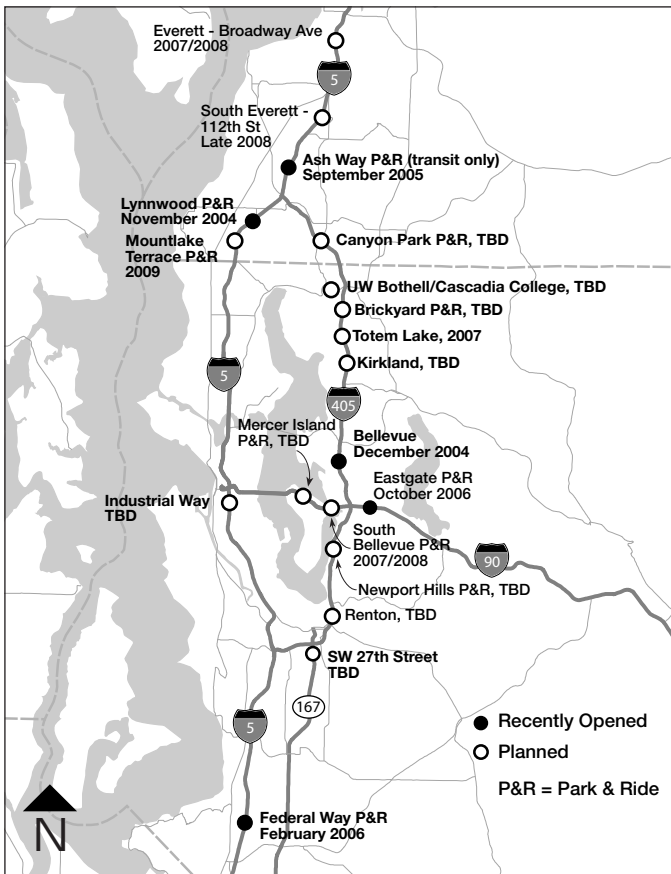 Everett - Broadway Ave
2007/2008
5
South Everett -
112th St
Late 2008
Ash Way P&R (transit only)
September 2005
Lynnwood P&R
November 2004
Mountlake
Terrace P&R
2009
Canyon Park P&R, TBD
UW Bothell/Cascadia College, TBD
Brickyard P&R, TBD
Totem Lake, 2007
Kirkland, TBD
5
405
Mercer Island
P&R, TBD
Bellevue
December 2004
Eastgate P&R
October 2006
Industrial Way
TBD
South
Bellevue P&R
2007/2008
90
Newport Hills P&R, TBD
Renton, TBD
SW 27th Street
TBD
167
5
Recently Opened
Planned
P&R = Park & Ride
N
Federal Way P&R
February 2006